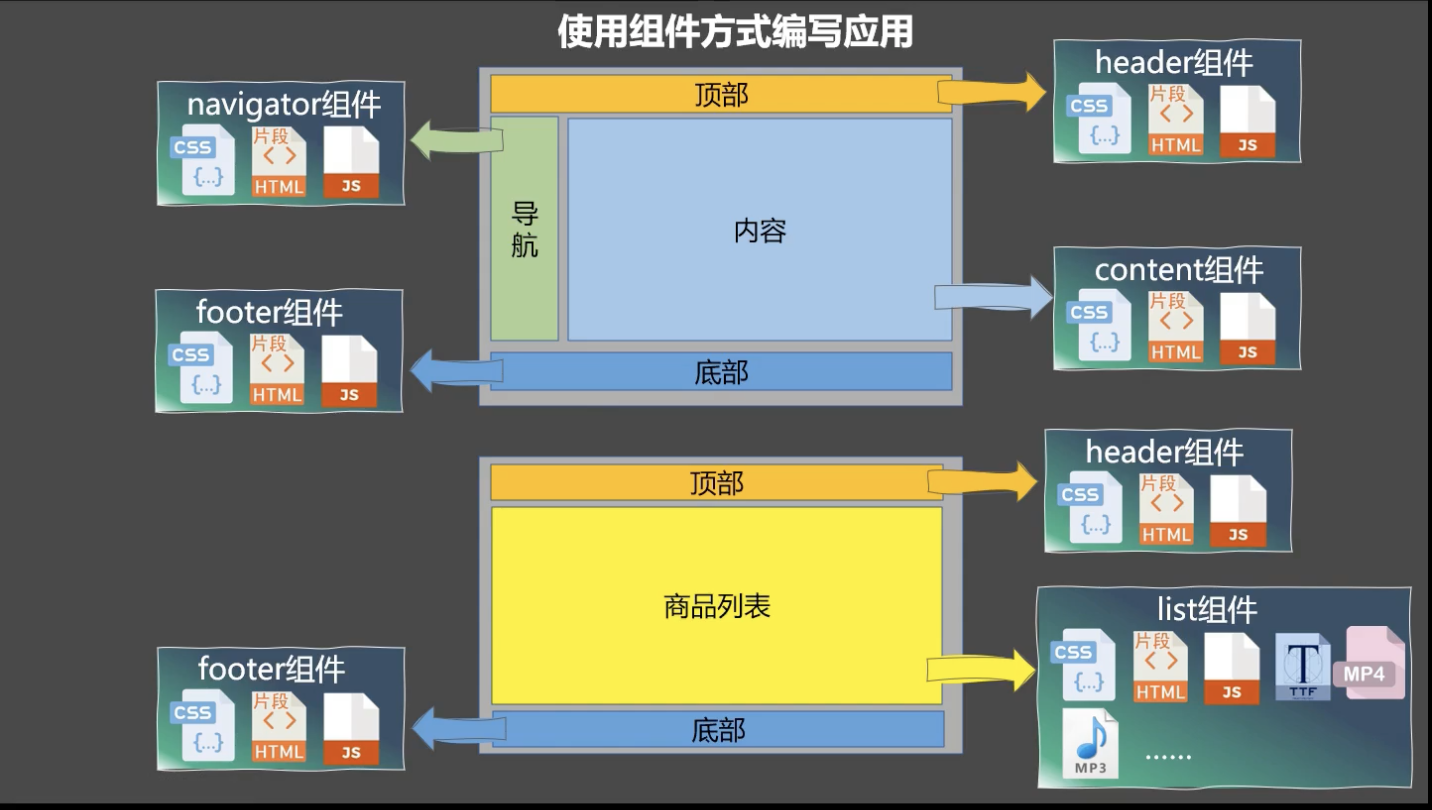 使用组件方式编写应用
navigator组件
CSS
{...}
片段
< >
HTML
JS
顶部
header组件
CSS
{...}
片段
< >
HTML
JS
导
航
内容
footer组件
CSS
{...}
片段
< >
HTML
JS
content组件
CSS
{...}
片段
< >
HTML
JS
底部
顶部
header组件
CSS
{...}
片段
< >
HTML
JS
商品列表
list组件
CSS
{...}
片段
< >
HTML
JS
T
TTF
MP4
MP3
......
footer组件
CSS
{...}
片段
< >
HTML
JS
底部